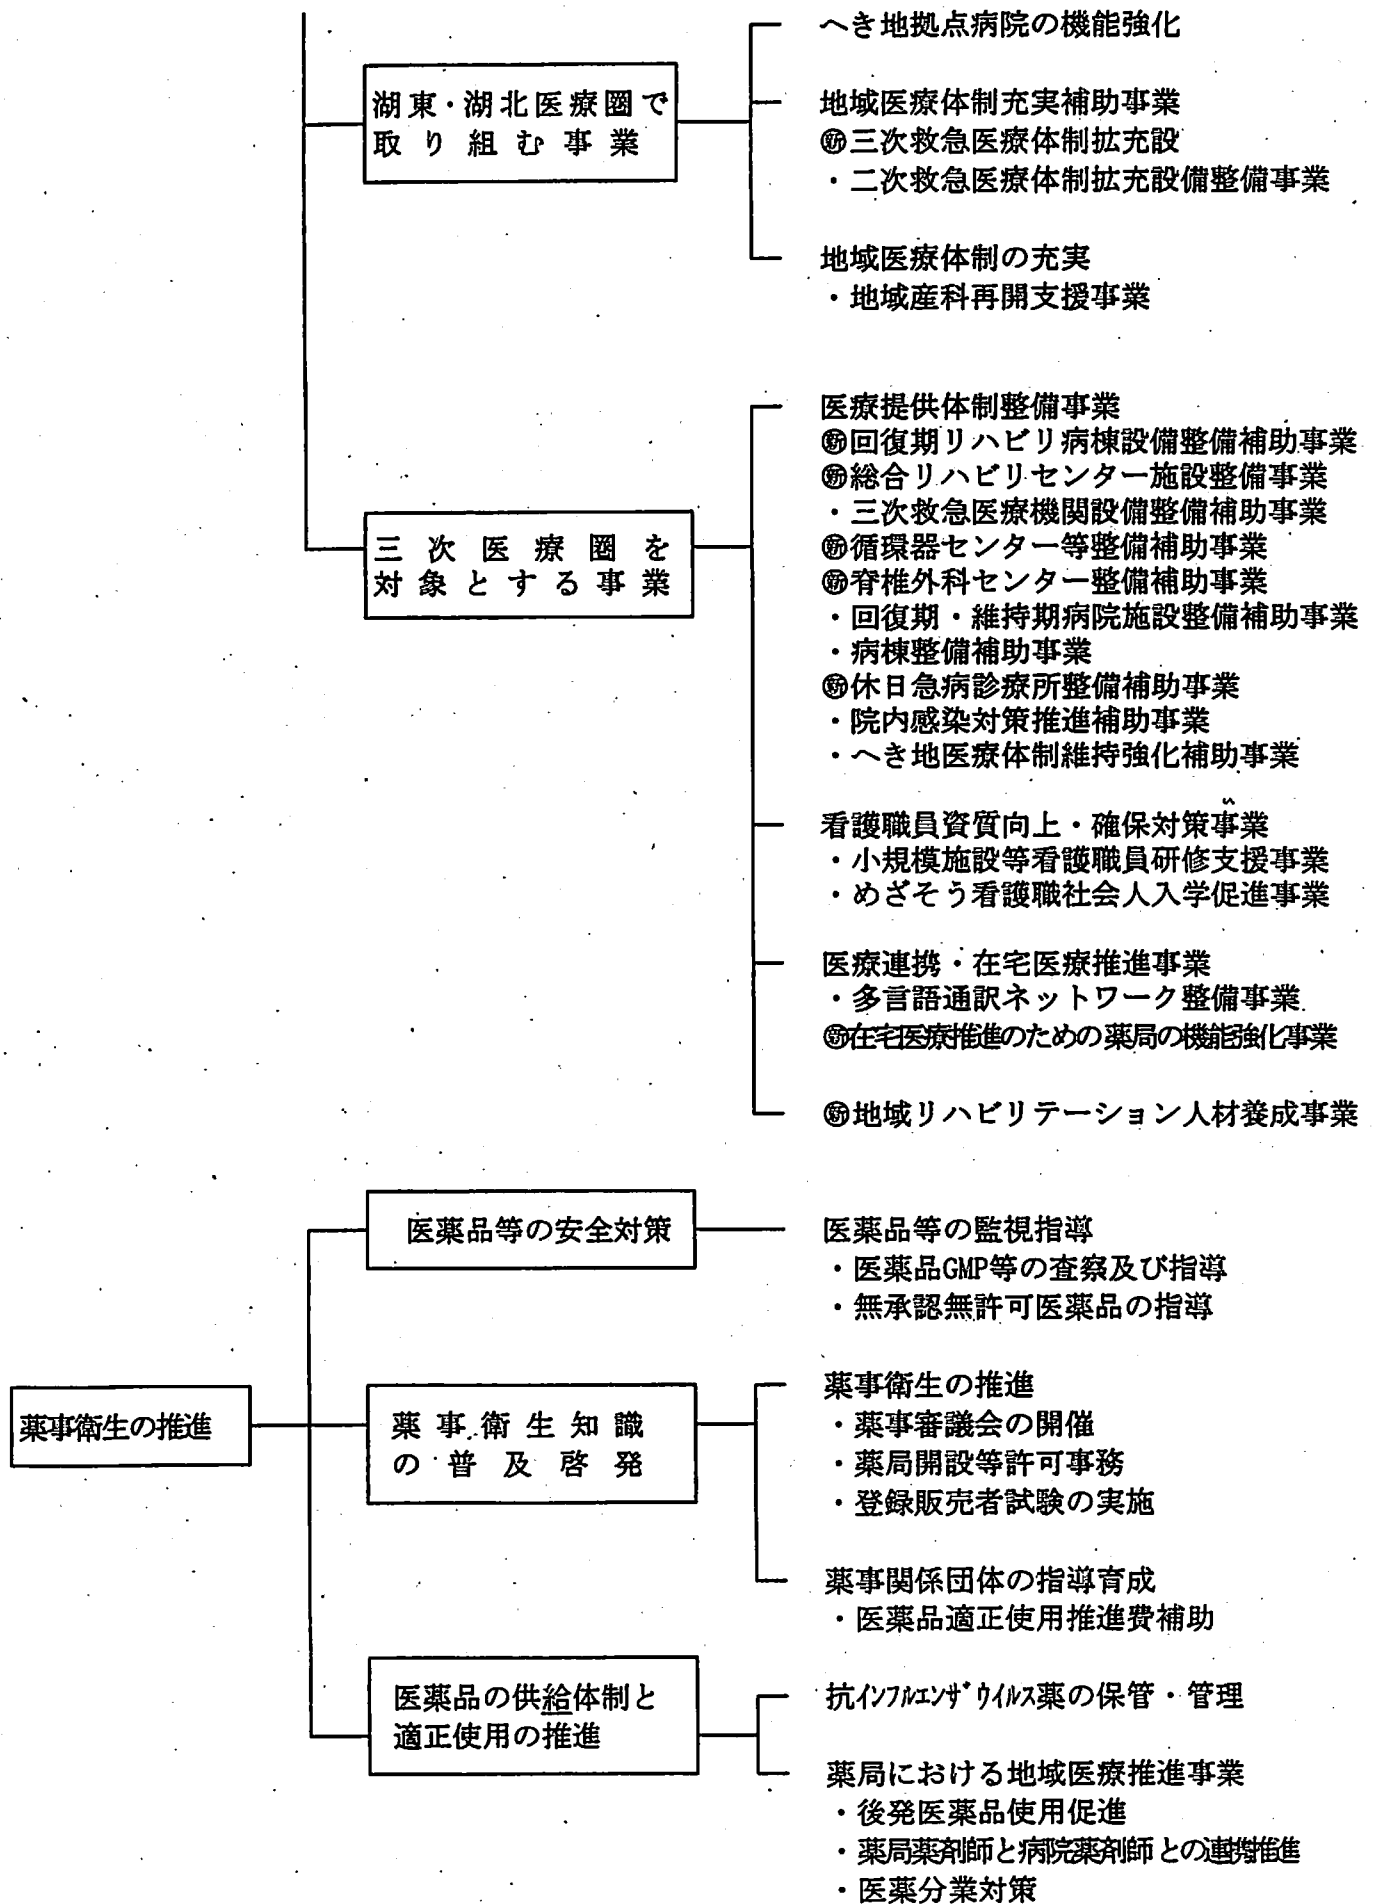 へき地拠点病院の機能強化
湖東・湖北医療圏で
取り組む事業
地域医療体制充実補助事業
㊟三次救急医療体制拡充設
・二次救急医療体制拡充設備整備事業
地域医療体制の充実
・地域産科再開支援事業
三次医療圏を
対象とする事業
医療提供体制整備事業
新回復期リハビリ病棟設備整備補助事業
新総合リハビリセンター施設整備事業
・三次救急医療機関設備整備補助事業
新循環器センター等整備補助事業
新脊椎外科センター整備補助事業
・回復期・維持期病院施設整備補助事業
・病棟整備補助事業
新休日急病診療所整備補助事業
・院内感染対策推進補助事業
・へき地医療体制維持強化補助事業
看護職員資質向上・確保対策事業
・小規模施設等看護職員研修支援事業
・めざそう看護職社会人入学促進事業
医療連携・在宅医療推進事業
・多言語通訳ネットワーク整備事業
新在宅医療推進のための薬局の機能強化事業
新地域リハビリテーション人材養成事業
医薬品等の安全対策
医薬品等の監視指導
・医薬品GMP等の査察及び指導
・無承認無許可医薬品の指導
薬事衛生の推進
薬事衛生知識
の普及啓発
薬事衛生の推進
・薬事審議会の開催
・薬局開設等許可事務
・登録販売者試験の実施
薬事関係団体の指導育成
・医薬品適正使用推進費補助
医薬品の供給体制と
適正使用の推進
抗インフルエンザウイルス薬の保管・管理
薬局における地域医療推進事業
・後発医薬品使用促進
・薬局薬剤師と病院薬剤師との連携推進
・医薬分業対策